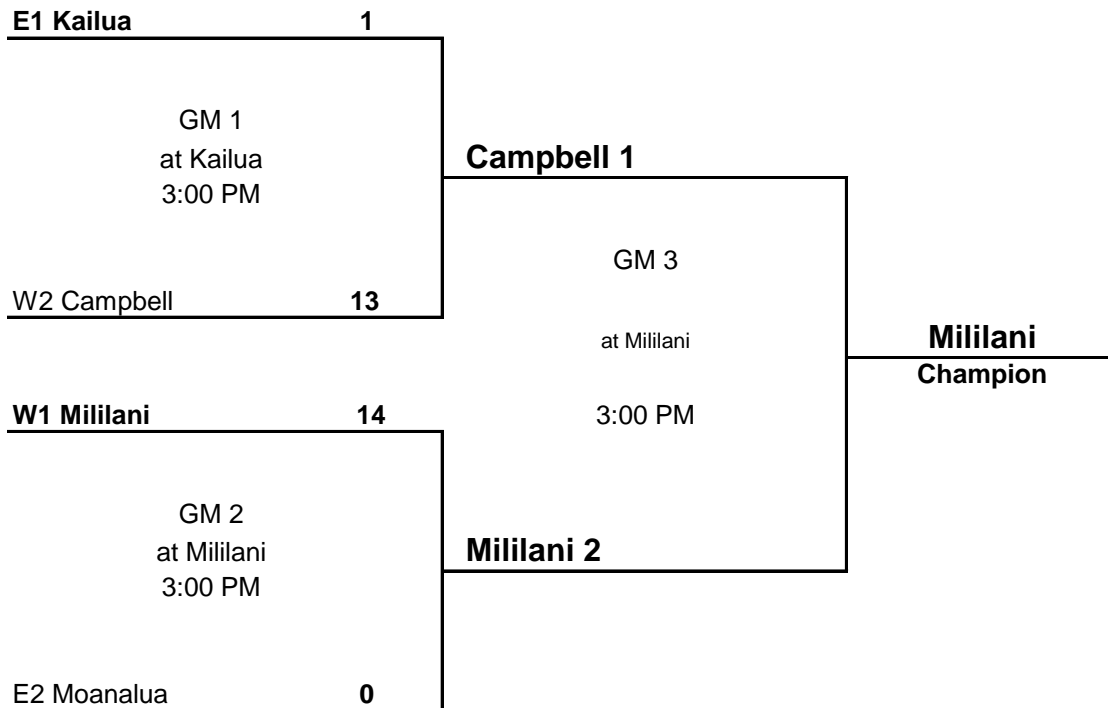 E1 Kailua 1
GM 1
at Kailua
3:00 PM
W2 Campbell 13
Campbell 1
GM 3
at Mililani
3:00 PM
W1 Mililani 14
GM 2
at Mililani
3:00 PM
E2 Moanalua 0
Mililani 2
Mililani
Champion